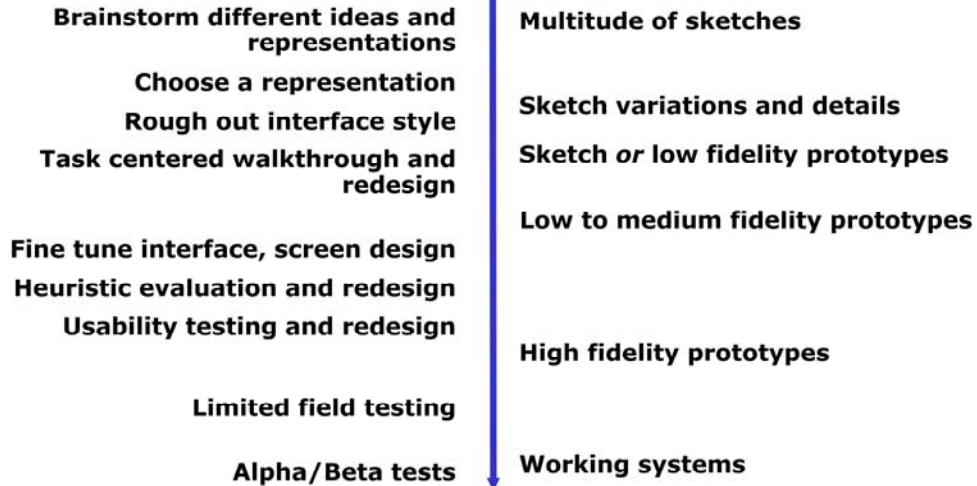 Brainstorm different ideas and
representations
Choose a representation
Rough out interface style
Task centered walkthrough and
redesign
Fine tune interface, screen design
Heuristic evaluation and redesign
Usability testing and redesign
Limited field testing
Alpha/Beta tests
Multitude of sketches
Sketch variations and details
Sketch or low fidelity prototypes
Low to medium fidelity prototypes
High fidelity prototypes
Working systems